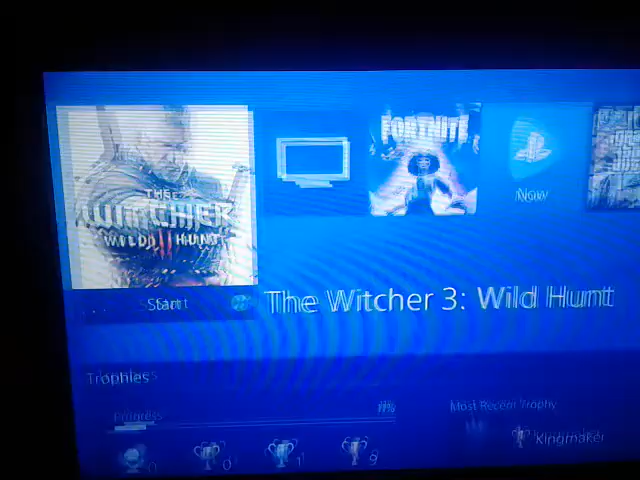 THE
WITCHER
WILD HUNT
FORTNITE
Now
Start
The Witcher 3: Wild Hunt
Trophies
Progress
Most Recent Trophy
0
0
1
9
Kingmaker